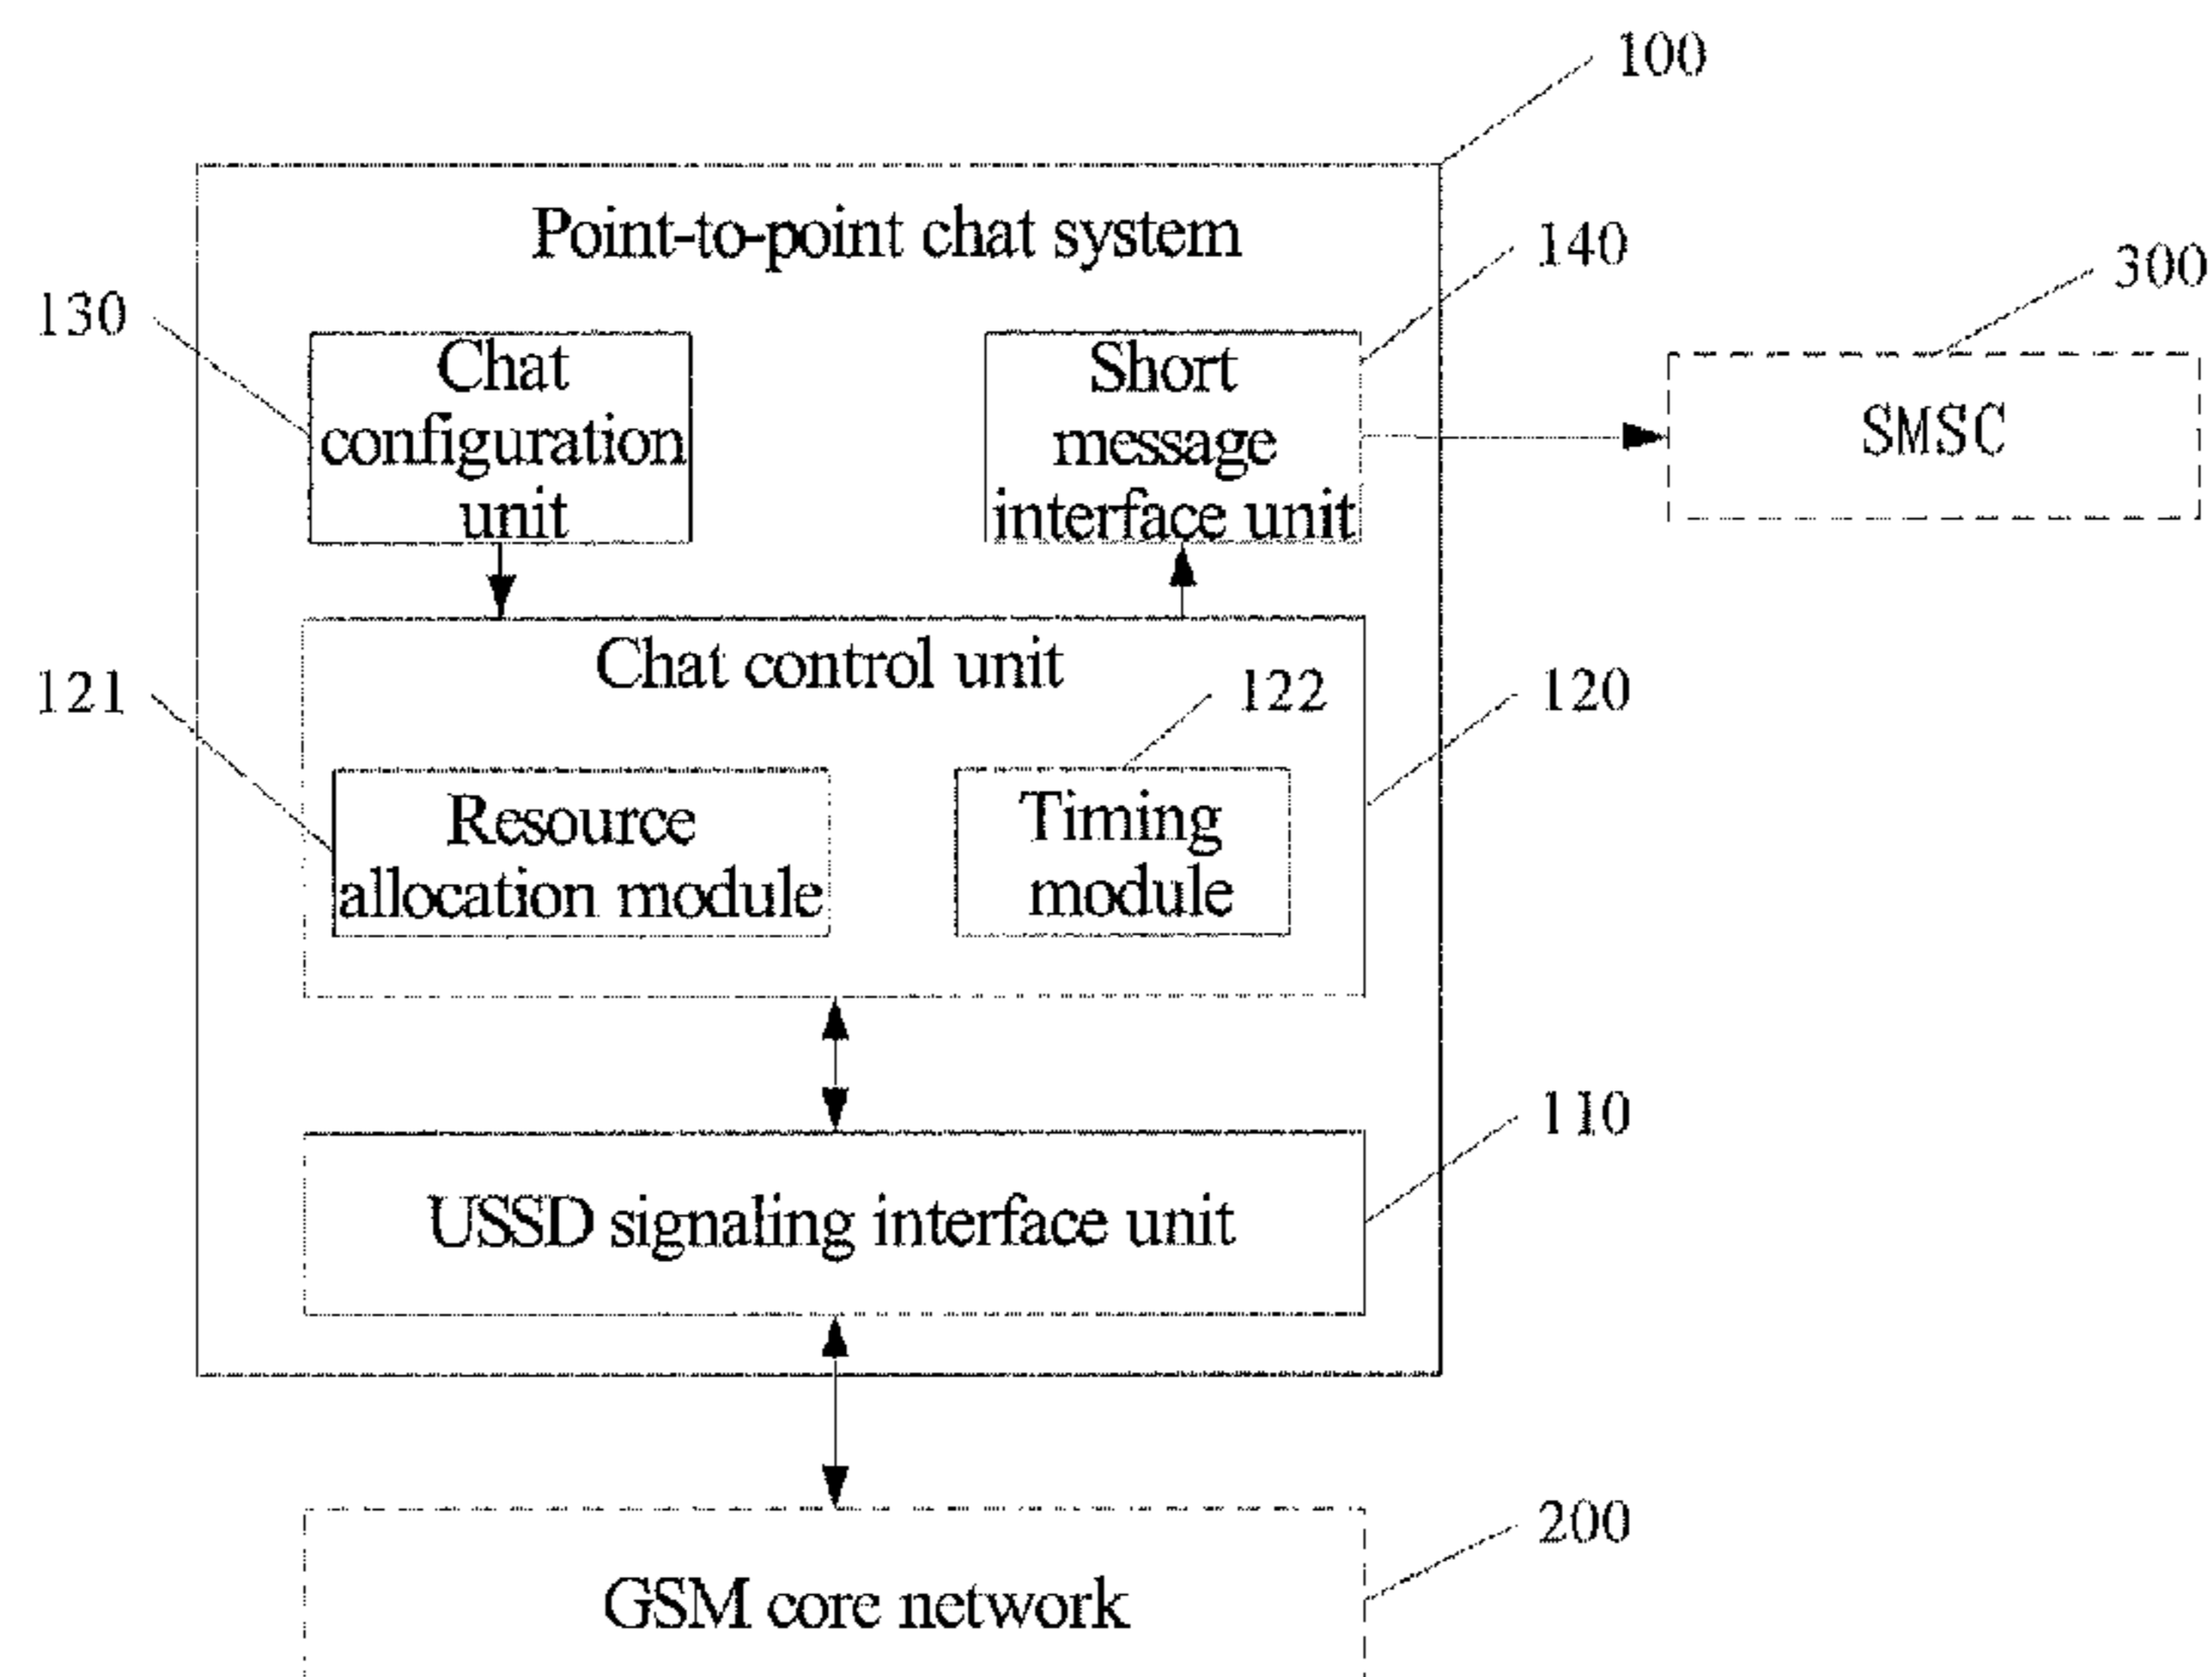 100
Point-to-point chat system
140
300
130
Chat
configuration
unit
Short
message
interface unit
SMSC
Chat control unit
121
122
120
Resource
allocation module
Timing
module
110
USSD signaling interface unit
200
GSM core network